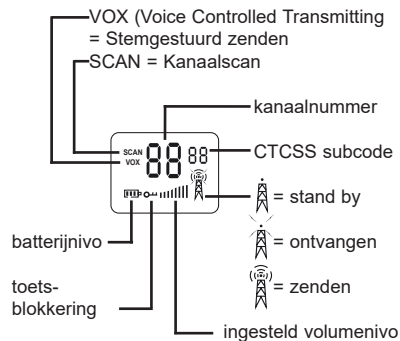 VOX (Voice Controlled Transmitting
= Stemgestuurd zenden
SCAN = Kanaalscan
kanaalnummer
SCAN 88 88
VOX
CTCSS subcode
= stand by
batterijnivo
= ontvangen
toets-
blokkering
= zenden
ingesteld volumenivo